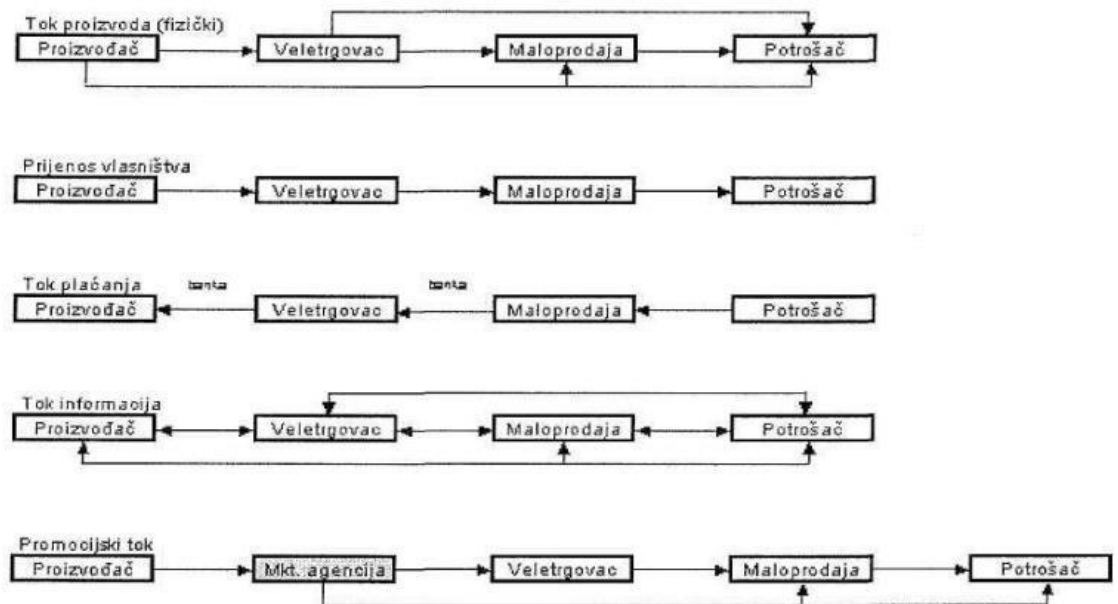 Tok proizvoda (fizički)
Proizvođač Veletrgovac Maloprodaja Potrošač
Prijenos vlasništva
Proizvođač Veletrgovac Maloprodaja Potrošač
Tok plaćanja banka banka
Proizvođač Veletrgovac Maloprodaja Potrošač
Tok informacija
Proizvođač Veletrgovac Maloprodaja Potrošač
Promocijski tok
Proizvođač Mkt. agencija Veletrgovac Maloprodaja Potrošač